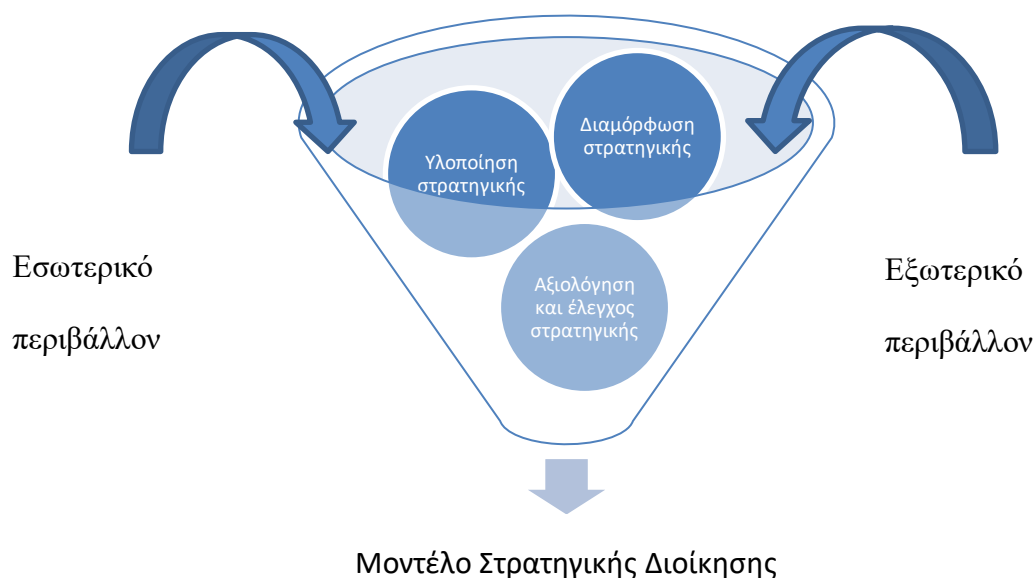 Διαμόρφωση
στρατηγικής
Υλοποίηση
στρατηγικής
Εσωτερικό
περιβάλλον
Αξιολόγηση
και έλεγχος
στρατηγικής
Εξωτερικό
περιβάλλον
Μοντέλο Στρατηγικής Διοίκησης